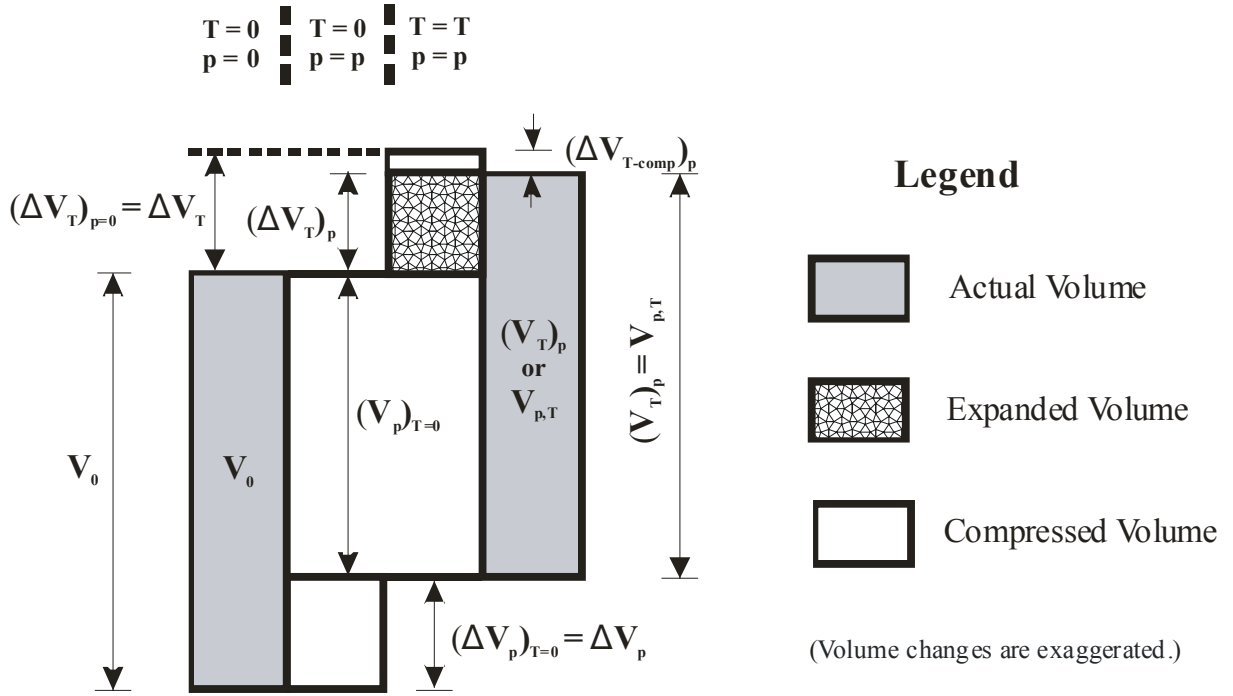 T = 0
p = 0
T = 0
p = p
T = T
p = p
(ΔV_T-comp)_p
(ΔV_T)_p=0 = ΔV_T
(ΔV_T)_p
V_0
V_0
(V_p)_T=0
(V_T)_p
or
V_p,T
(V_T)_p = V_p,T
(ΔV_p)_T=0 = ΔV_p
Legend
Actual Volume
Expanded Volume
Compressed Volume
(Volume changes are exaggerated.)